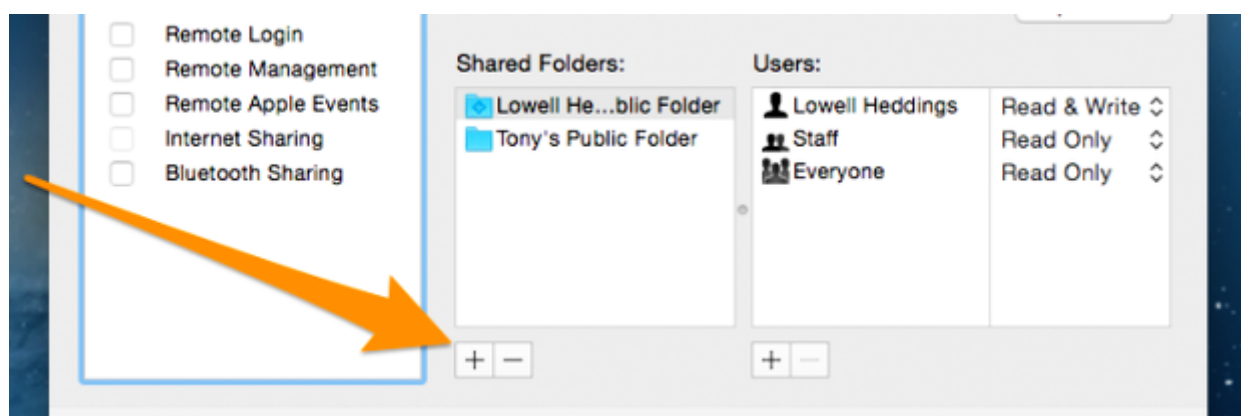 Remote Login
Remote Management
Remote Apple Events
Internet Sharing
Bluetooth Sharing
Shared Folders:
Lowell He...blic Folder
Tony's Public Folder
Users:
Lowell Heddings Read & Write
Staff Read Only
Everyone Read Only